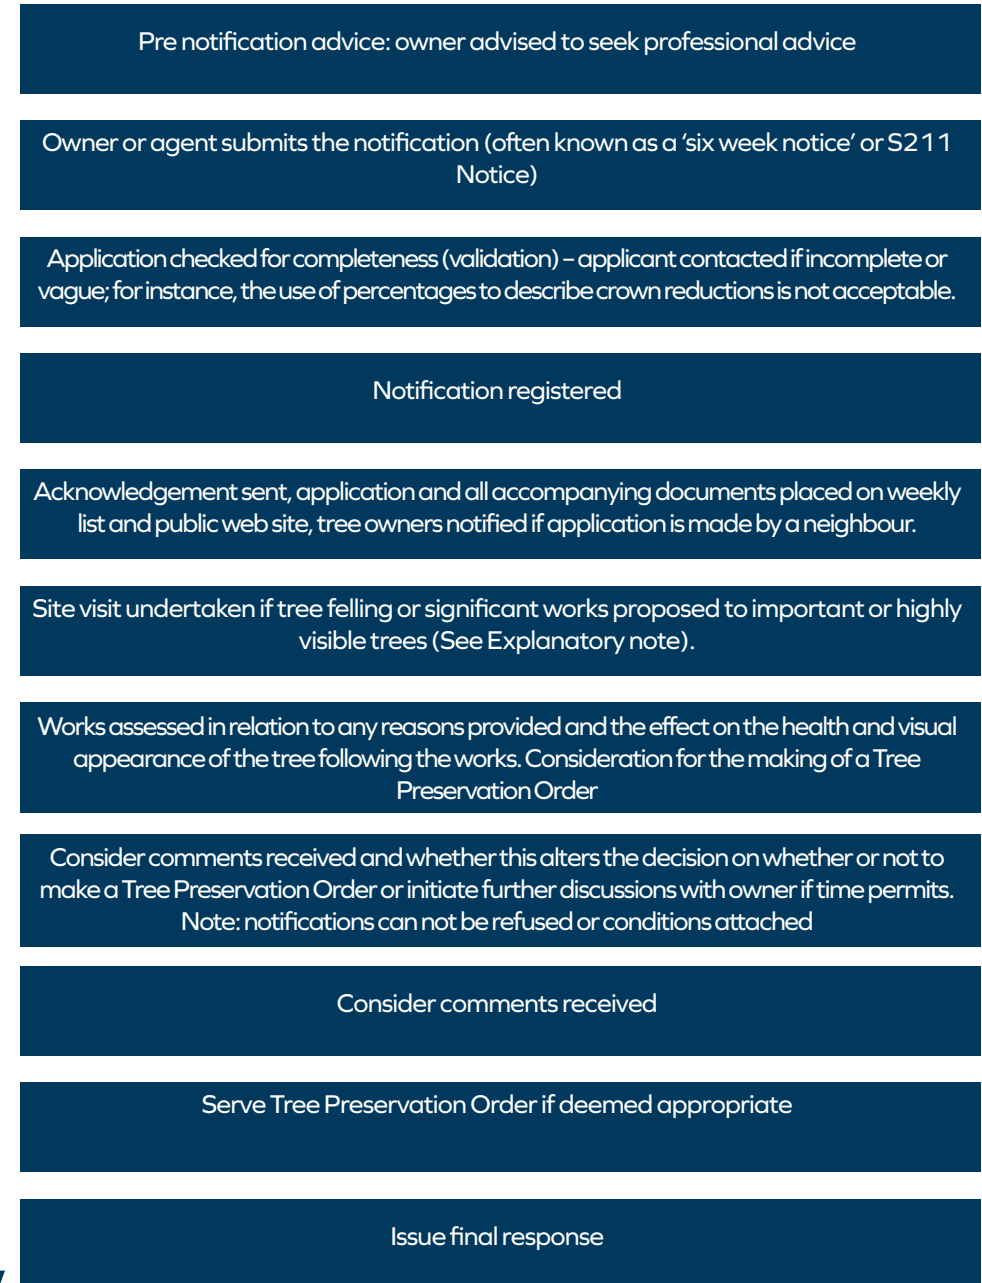 Pre notification advice: owner advised to seek professional advice
Owner or agent submits the notification (often known as a ‘six week notice’ or S211
Notice)
Application checked for completeness (validation) – applicant contacted if incomplete or
vague; for instance, the use of percentages to describe crown reductions is not acceptable.
Notification registered
Acknowledgement sent, application and all accompanying documents placed on weekly
list and public web site, tree owners notified if application is made by a neighbour.
Site visit undertaken if tree felling or significant works proposed to important or highly
visible trees (See Explanatory note).
Works assessed in relation to any reasons provided and the effect on the health and visual
appearance of the tree following the works. Consideration for the making of a Tree
Preservation Order
Consider comments received and whether this alters the decision on whether or not to
make a Tree Preservation Order or initiate further discussions with owner if time permits.
Note: notifications can not be refused or conditions attached
Consider comments received
Serve Tree Preservation Order if deemed appropriate
Issue final response